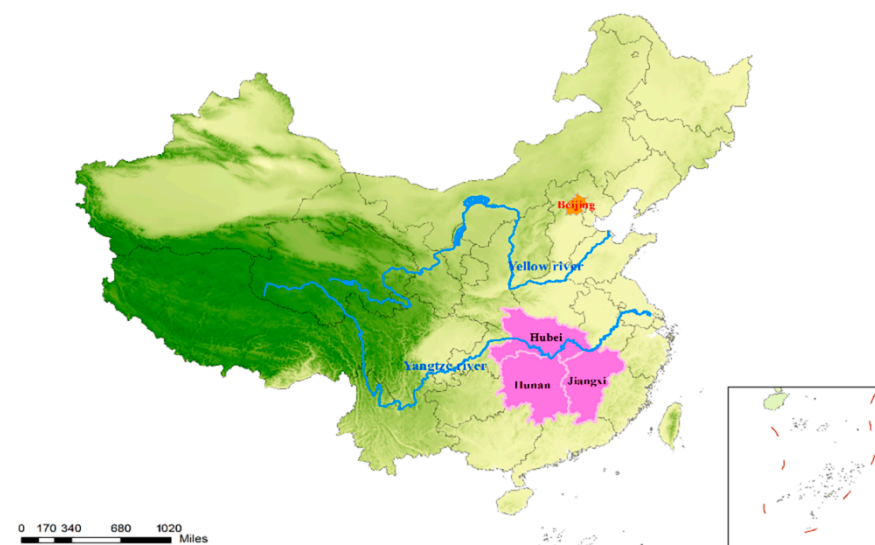 Beijing
Yellow river
Hubei
Yangtze river
Hunan
Jiangxi
0 170 340 680 1020
Miles